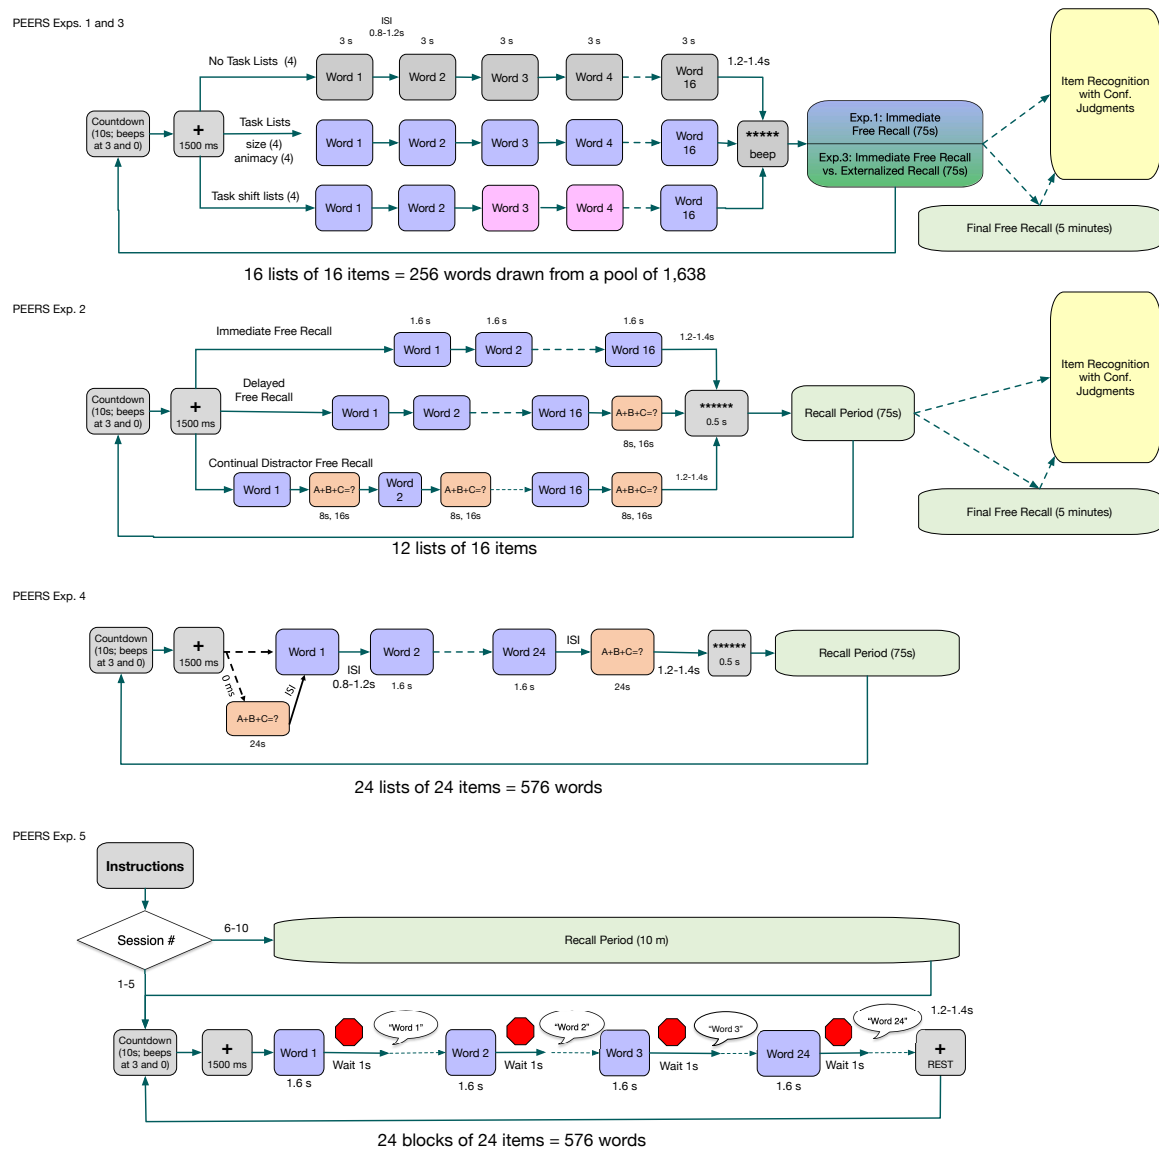 PEERS Exps. 1 and 3
ISI
0.8-1.2s
3 s
3 s
3 s
3 s
3 s
No Task Lists (4)
Word 1
Word 2
Word 3
Word 4
Word
16
1.2-1.4s
Countdown
(10s; beeps
at 3 and 0)
+
1500 ms
Task Lists
size (4)
animacy (4)
Word 1
Word 2
Word 3
Word 4
Word
16
*****
beep
Exp.1: Immediate
Free Recall (75s)
Exp.3: Immediate Free Recall
vs. Externalized Recall (75s)
Item Recognition
with Conf.
Judgments
Task shift lists (4)
Word 1
Word 2
Word 3
Word 4
Word
16
Final Free Recall (5 minutes)
16 lists of 16 items = 256 words drawn from a pool of 1,638
PEERS Exp. 2
Immediate Free Recall
1.6 s
1.6 s
1.6 s
Word 1
Word 2
Word 16
1.2-1.4s
Countdown
(10s; beeps
at 3 and 0)
+
1500 ms
Delayed
Free Recall
Word 1
Word 2
Word 16
A+B+C=?
8s, 16s
******
0.5 s
Recall Period (75s)
Item Recognition
with Conf.
Judgments
Continual Distractor Free Recall
Word 1
A+B+C=?
8s, 16s
Word
2
A+B+C=?
8s, 16s
Word 16
A+B+C=?
8s, 16s
1.2-1.4s
Final Free Recall (5 minutes)
12 lists of 16 items
PEERS Exp. 4
Countdown
(10s; beeps
at 3 and 0)
+
1500 ms
0 ms
A+B+C=?
24s
ISI
Word 1
ISI
0.8-1.2s
Word 2
1.6 s
Word 24
1.6 s
ISI
A+B+C=?
24s
1.2-1.4s
******
0.5 s
Recall Period (75s)
24 lists of 24 items = 576 words
PEERS Exp. 5
Instructions
Session #
6-10
Recall Period (10 m)
1-5
Countdown
(10s; beeps
at 3 and 0)
+
1500 ms
Word 1
1.6 s
Wait 1s
"Word 1"
Word 2
1.6 s
Wait 1s
"Word 2"
Word 3
1.6 s
Wait 1s
"Word 3"
Word 24
1.6 s
Wait 1s
"Word 24"
1.2-1.4s
+
REST
24 blocks of 24 items = 576 words